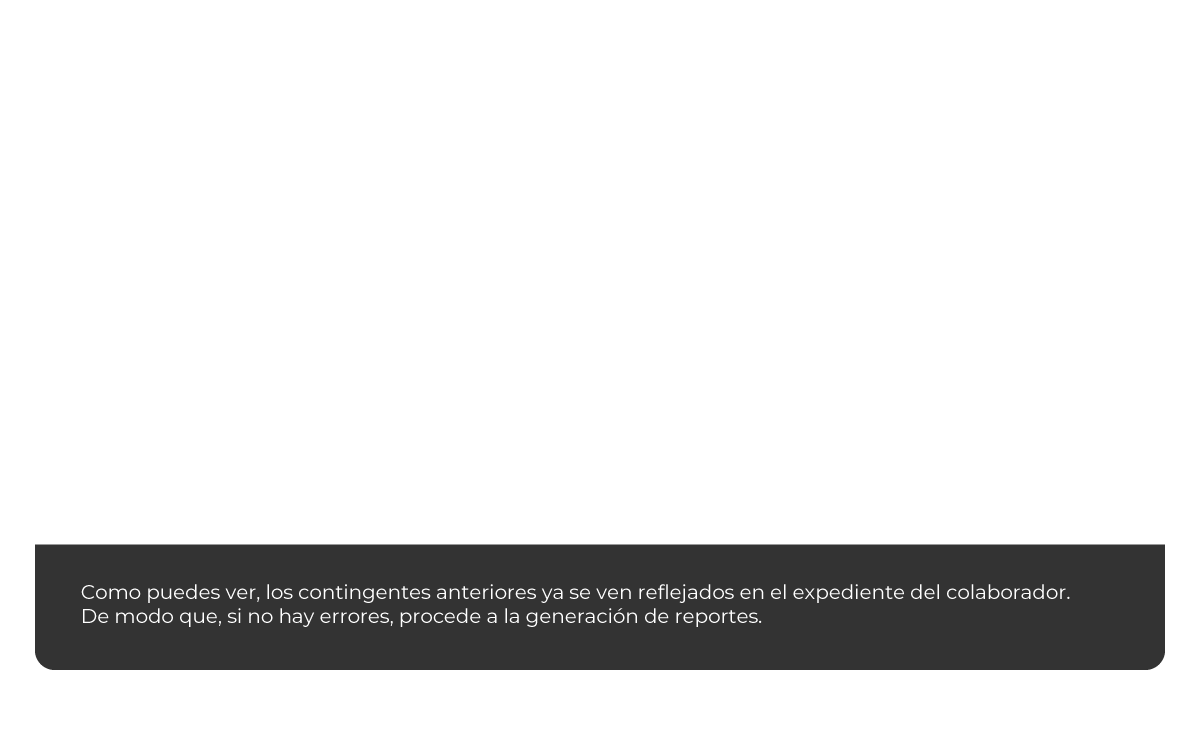 Como puedes ver, los contingentes anteriores ya se ven reflejados en el expediente del colaborador.
De modo que, si no hay errores, procede a la generación de reportes.